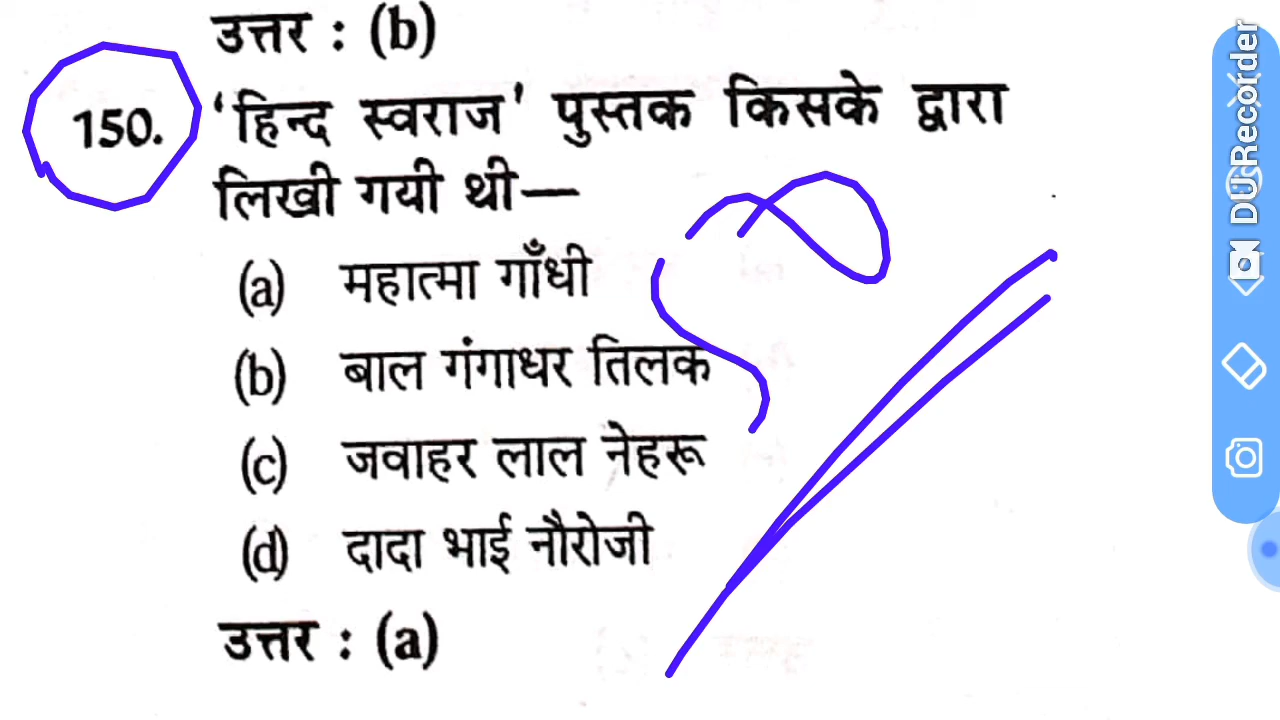 उत्तर : (b)
150. 'हिन्द स्वराज' पुस्तक किसके द्वारा
लिखी गयी थी—
(a) महात्मा गाँधी
(b) बाल गंगाधर तिलक
(c) जवाहर लाल नेहरू
(d) दादा भाई नौरोजी
उत्तर : (a)
DU Recorder